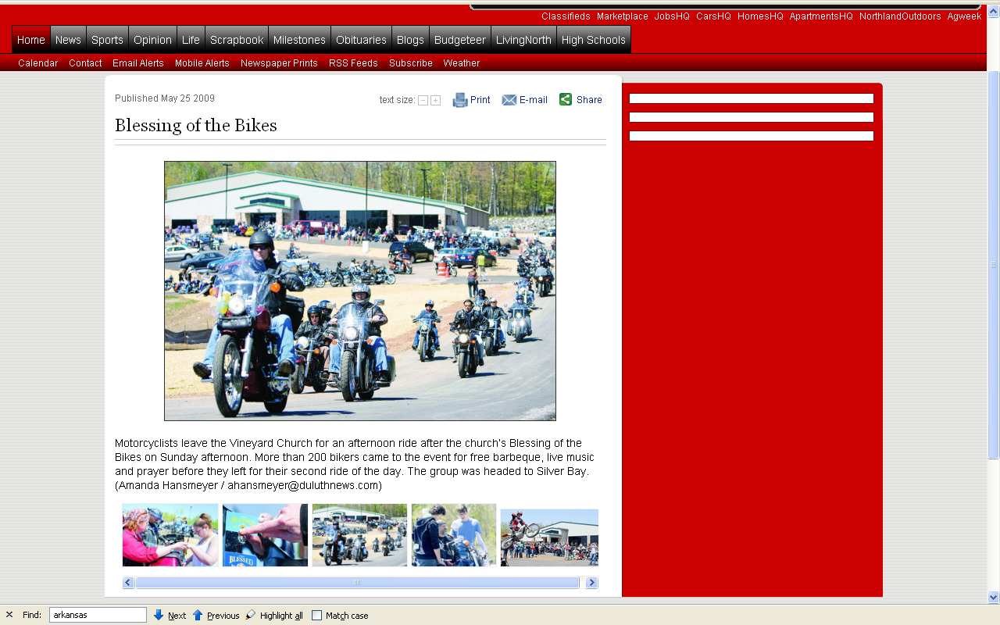 Classifieds Marketplace JobsHQ CarsHQ HomesHQ ApartmentsHQ NorthlandOutdoors Agweek
Home News Sports Opinion Life Scrapbook Milestones Obituaries Blogs Budgeteer LivingNorth High Schools
Calendar Contact Email Alerts Mobile Alerts Newspaper Prints RSS Feeds Subscribe Weather
Published May 25 2009
text size: − + Print E-mail Share
Blessing of the Bikes
Motorcyclists leave the Vineyard Church for an afternoon ride after the church's Blessing of the
Bikes on Sunday afternoon. More than 200 bikers came to the event for free barbeque, live music
and prayer before they left for their second ride of the day. The group was headed to Silver Bay.
(Amanda Hansmeyer / ahansmeyer@duluthnews.com)
BLESSED
Find: arkansas Next Previous Highlight all Match case